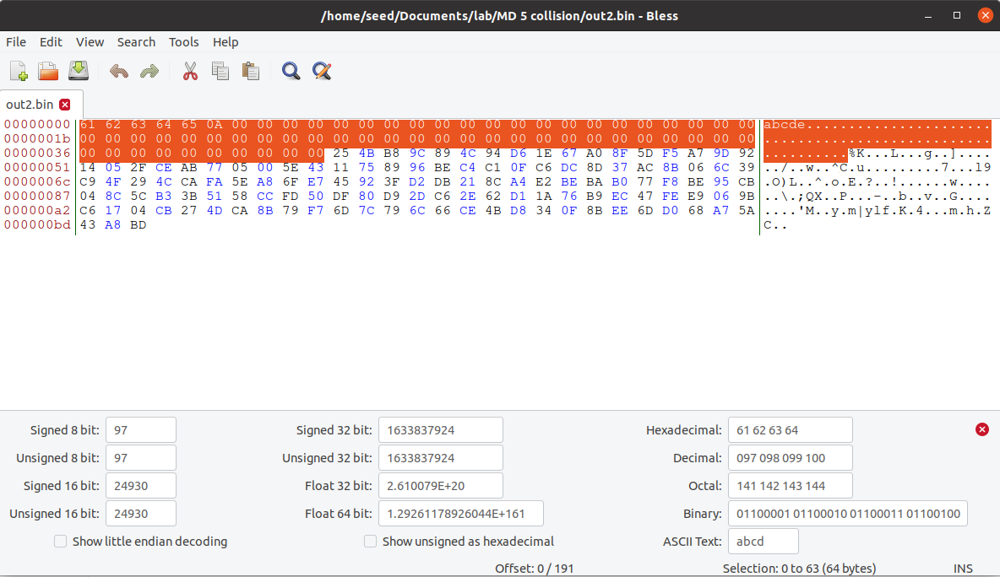 /home/seed/Documents/lab/MD 5 collision/out2.bin - Bless
File Edit View Search Tools Help
out2.bin
00000000 61 62 63 64 65 0A 00 00 00 00 00 00 00 00 00 00 00 00 00 00 00 00 00 00 00 00 00 abcde......................
0000001b 00 00 00 00 00 00 00 00 00 00 00 00 00 00 00 00 00 00 00 00 00 00 00 00 00 00 00 ...........................
00000036 00 00 00 00 00 00 00 00 00 00 25 4B B8 9C 89 4C 94 D6 1E 67 A0 8F 5D F5 A7 9D 92 ..........%K...L...g..]....
00000051 14 05 2F CE AB 77 05 00 5E 43 11 75 89 96 BE C4 C1 0F C6 DC 8D 37 AC 8B 06 6C 39 ../..w..^C.u.........7...l9
0000006c C9 4F 29 4C CA FA 5E A8 6F E7 45 92 3F D2 DB 21 8C A4 E2 BE BA B0 77 F8 BE 95 CB .O)L..^.o.E.?..!......w....
00000087 04 8C 5C B3 3B 51 58 CC FD 50 DF 80 D9 2D C6 2E 62 D1 1A 76 B9 EC 47 FE E9 06 9B ..\.;QX..P...-..b..v..G....
000000a2 C6 17 04 CB 27 4D CA 8B 79 F7 6D 7C 79 6C 66 CE 4B D8 34 0F 8B EE 6D D0 68 A7 5A ....'M..y.m|ylf.K.4...m.h.Z
000000bd 43 A8 BD C..
Signed 8 bit: 97 Signed 32 bit: 1633837924 Hexadecimal: 61 62 63 64
Unsigned 8 bit: 97 Unsigned 32 bit: 1633837924 Decimal: 097 098 099 100
Signed 16 bit: 24930 Float 32 bit: 2.610079E+20 Octal: 141 142 143 144
Unsigned 16 bit: 24930 Float 64 bit: 1.29261178926044E+161 Binary: 01100001 01100010 01100011 01100100
Show little endian decoding Show unsigned as hexadecimal ASCII Text: abcd
Offset: 0 / 191 Selection: 0 to 63 (64 bytes) INS